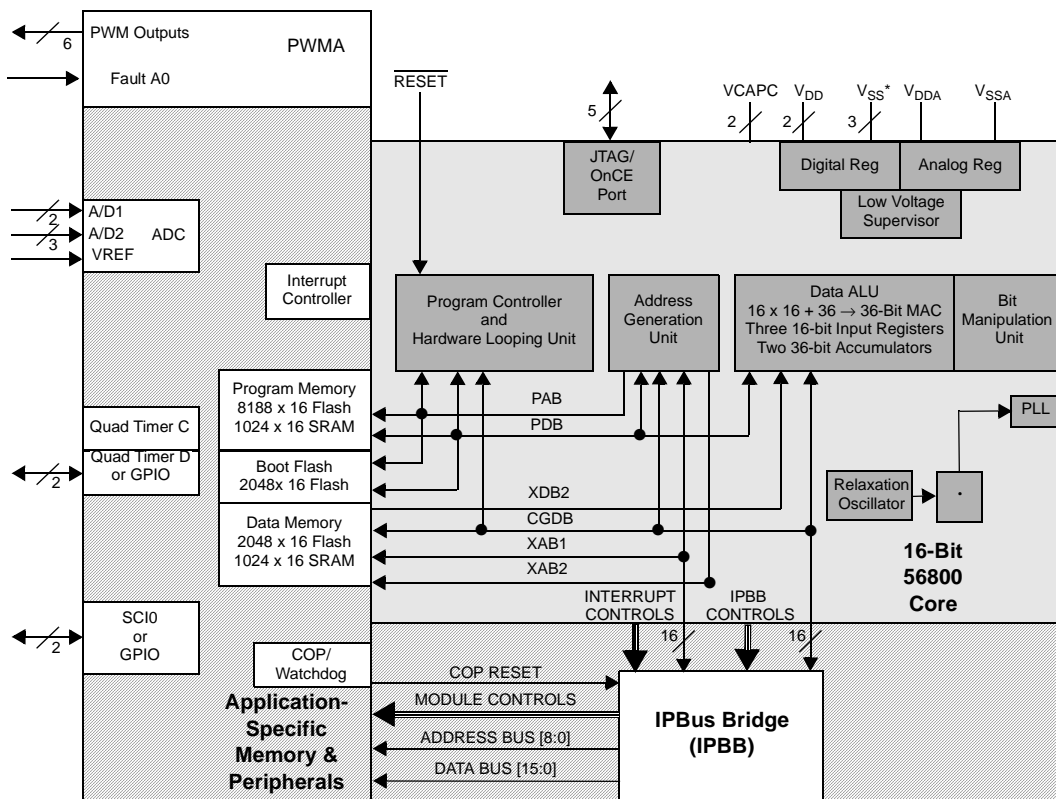 PWM Outputs
6
PWMA
Fault A0
RESET
5
VCAPC
VDD
VSS*
VDDA
VSSA
2
2
3
JTAG/
OnCE
Port
Digital Reg
Analog Reg
Low Voltage
Supervisor
2
A/D1
3
A/D2
ADC
VREF
Interrupt
Controller
Program Controller
and
Hardware Looping Unit
Address
Generation
Unit
Data ALU
16 x 16 + 36 → 36-Bit MAC
Three 16-bit Input Registers
Two 36-bit Accumulators
Bit
Manipulation
Unit
Program Memory
8188 x 16 Flash
1024 x 16 SRAM
PAB
PDB
PLL
Quad Timer C
Quad Timer D
or GPIO
2
Boot Flash
2048x 16 Flash
XDB2
CGDB
XAB1
XAB2
Data Memory
2048 x 16 Flash
1024 x 16 SRAM
Relaxation
Oscillator
16-Bit
56800
Core
INTERRUPT
CONTROLS
IPBB
CONTROLS
16
16
SCI0
or
GPIO
2
COP/
Watchdog
COP RESET
MODULE CONTROLS
ADDRESS BUS [8:0]
DATA BUS [15:0]
Application-
Specific
Memory &
Peripherals
IPBus Bridge
(IPBB)